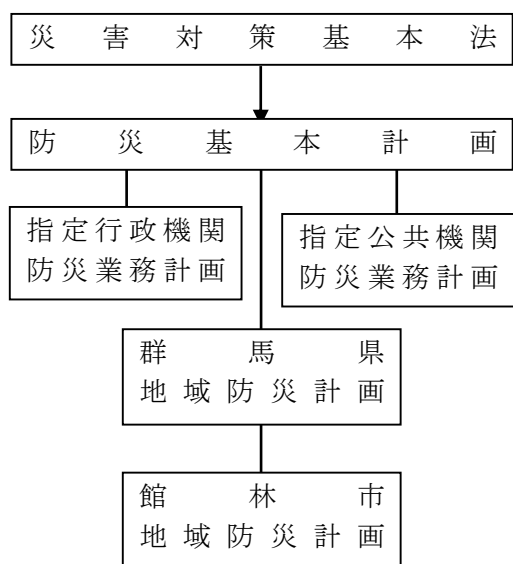 災害対策基本法
防災基本計画
指定行政機関
防災業務計画
指定公共機関
防災業務計画
群馬県
地域防災計画
館林市
地域防災計画